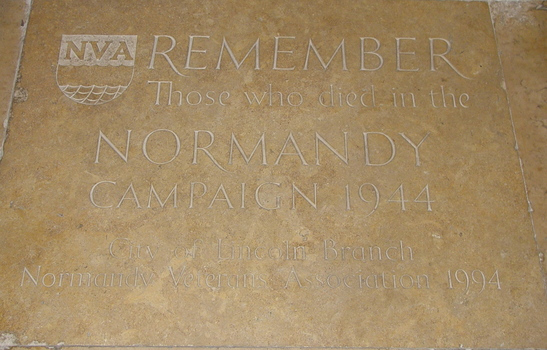 NVA
REMEMBER
Those who died in the
NORMANDY
CAMPAIGN 1944
City of Lincoln Branch
Normandy Veterans Association 1994